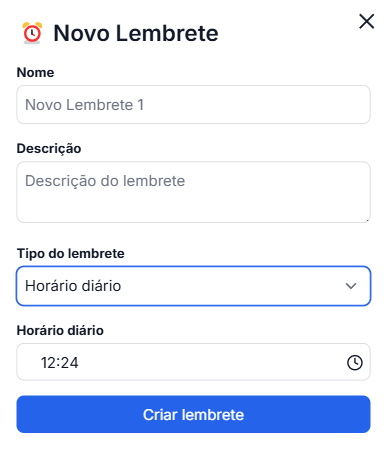 Novo Lembrete
Nome
Novo Lembrete 1
Descrição
Descrição do lembrete
Tipo do lembrete
Horário diário
Horário diário
12:24
Criar lembrete